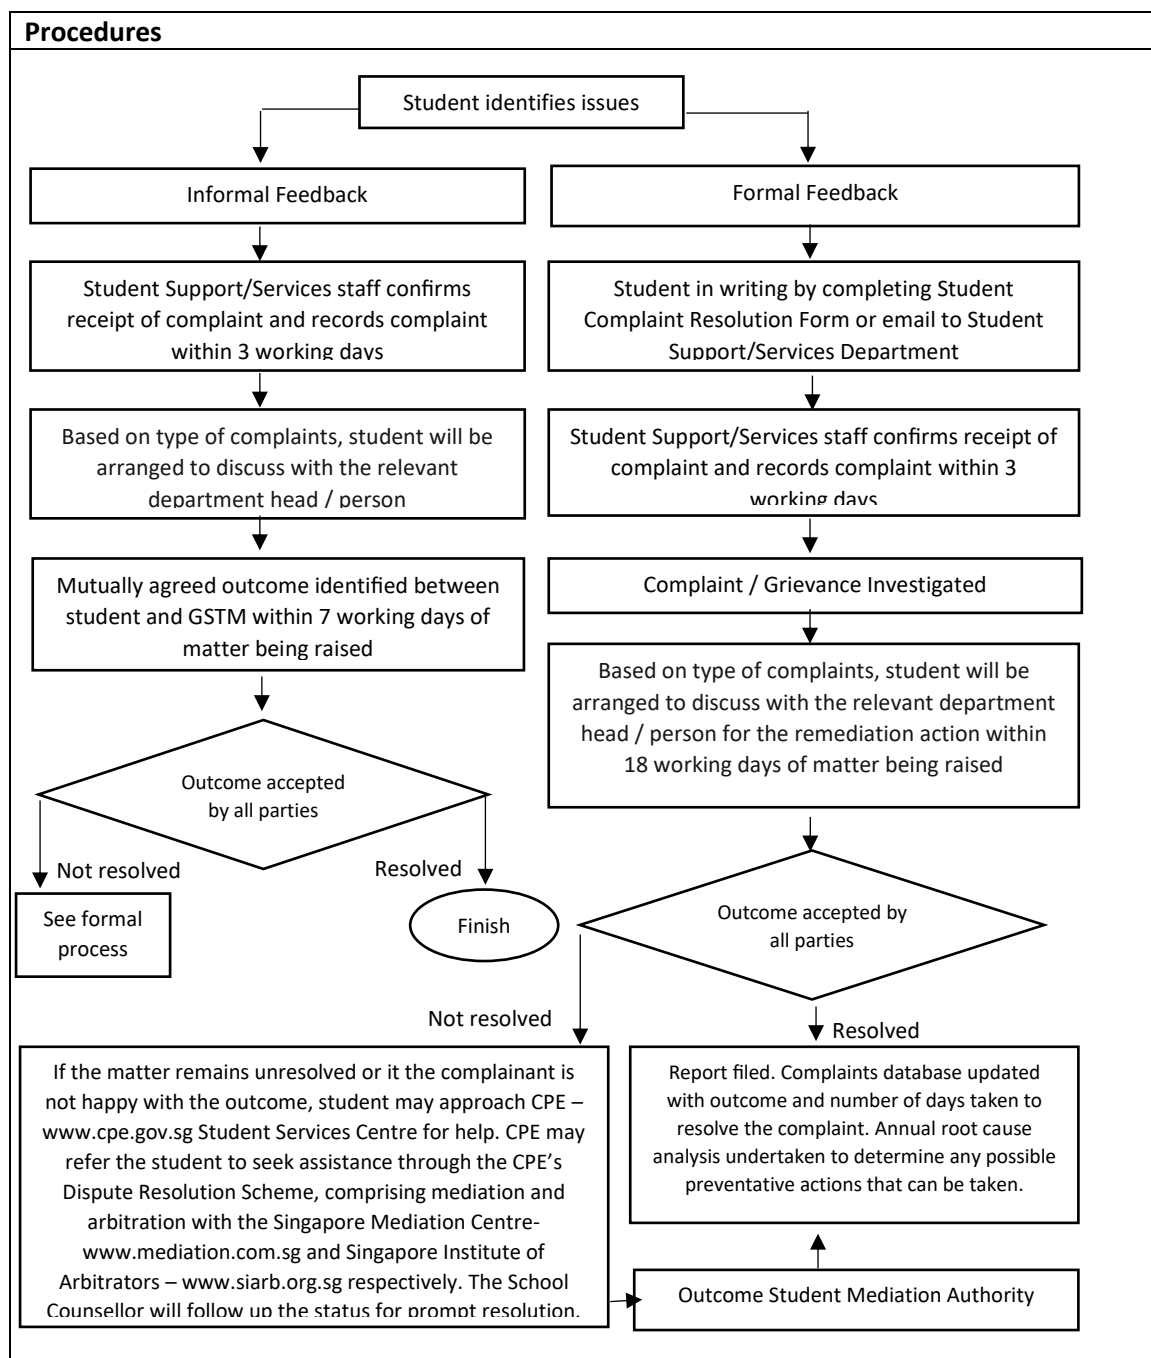 Procedures
Student identifies issues
Informal Feedback
Formal Feedback
Student Support/Services staff confirms
receipt of complaint and records complaint
within 3 working days
Student in writing by completing Student
Complaint Resolution Form or email to Student
Support/Services Department
Based on type of complaints, student will be
arranged to discuss with the relevant
department head / person
Student Support/Services staff confirms receipt of
complaint and records complaint within 3
working days
Mutually agreed outcome identified between
student and GSTM within 7 working days of
matter being raised
Complaint / Grievance Investigated
Based on type of complaints, student will be
arranged to discuss with the relevant department
head / person for the remediation action within
18 working days of matter being raised
Outcome accepted
by all parties
Not resolved
Resolved
See formal
process
Finish
Outcome accepted by
all parties
Not resolved
Resolved
If the matter remains unresolved or it the complainant is
not happy with the outcome, student may approach CPE –
www.cpe.gov.sg Student Services Centre for help. CPE may
refer the student to seek assistance through the CPE’s
Dispute Resolution Scheme, comprising mediation and
arbitration with the Singapore Mediation Centre-
www.mediation.com.sg and Singapore Institute of
Arbitrators – www.siarb.org.sg respectively. The School
Counsellor will follow up the status for prompt resolution.
Report filed. Complaints database updated
with outcome and number of days taken to
resolve the complaint. Annual root cause
analysis undertaken to determine any possible
preventative actions that can be taken.
Outcome Student Mediation Authority